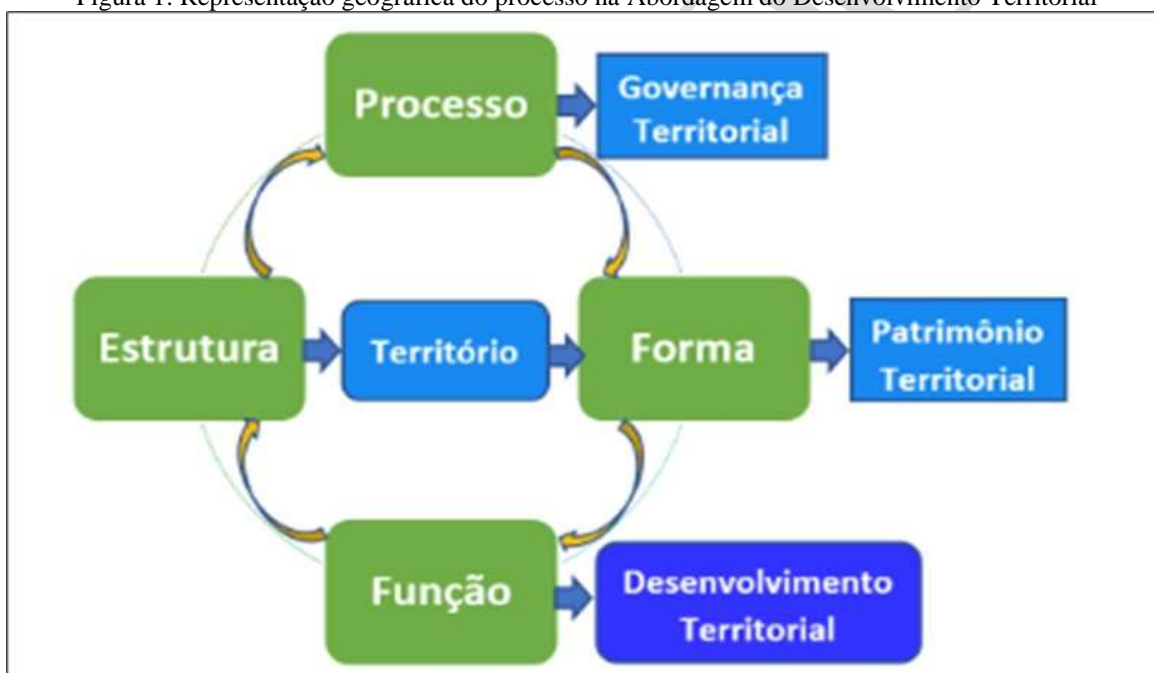 Figura 1: Representação geográfica do processo na Abordagem do Desenvolvimento Territorial
Processo
Governança
Territorial
Estrutura
Território
Forma
Patrimônio
Territorial
Função
Desenvolvimento
Territorial